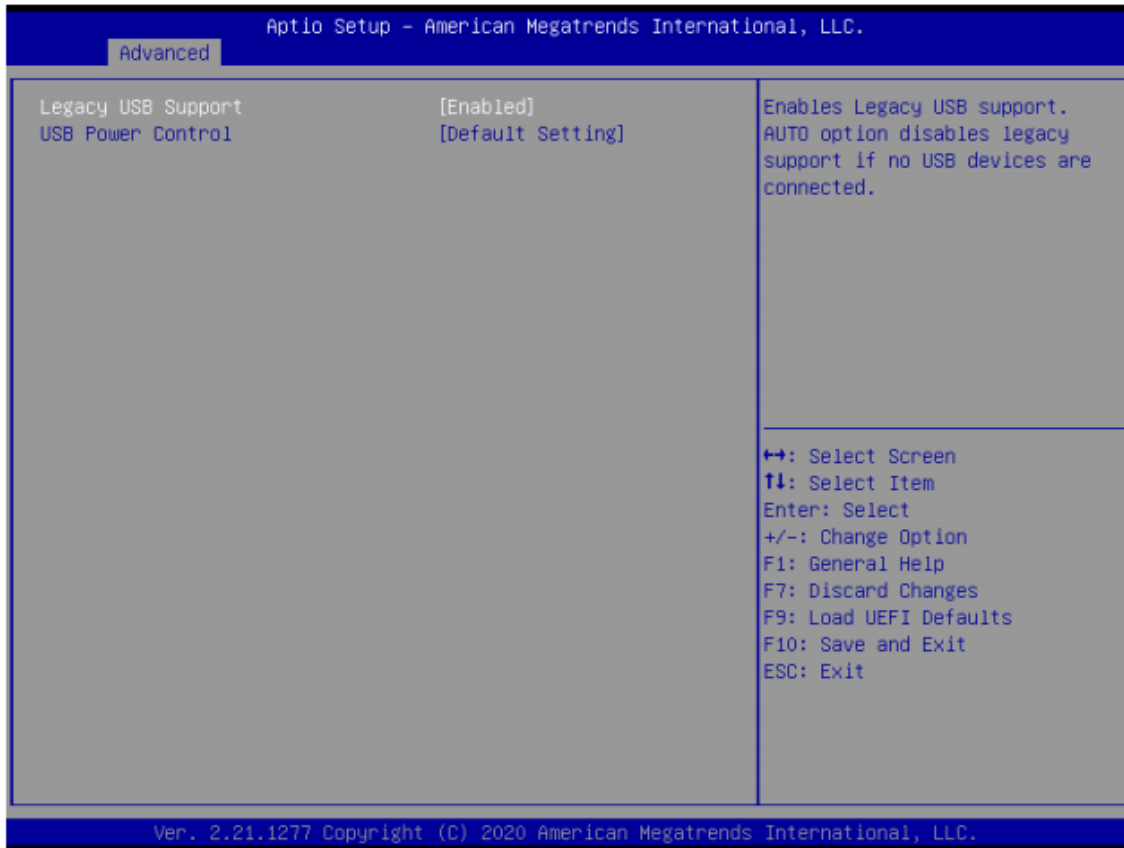 Aptio Setup – American Megatrends International, LLC.
Advanced
Legacy USB Support [Enabled]
USB Power Control [Default Setting]
Enables Legacy USB support.
AUTO option disables legacy
support if no USB devices are
connected.
↔: Select Screen
↑↓: Select Item
Enter: Select
+/-: Change Option
F1: General Help
F7: Discard Changes
F9: Load UEFI Defaults
F10: Save and Exit
ESC: Exit
Ver. 2.21.1277 Copyright (C) 2020 American Megatrends International, LLC.